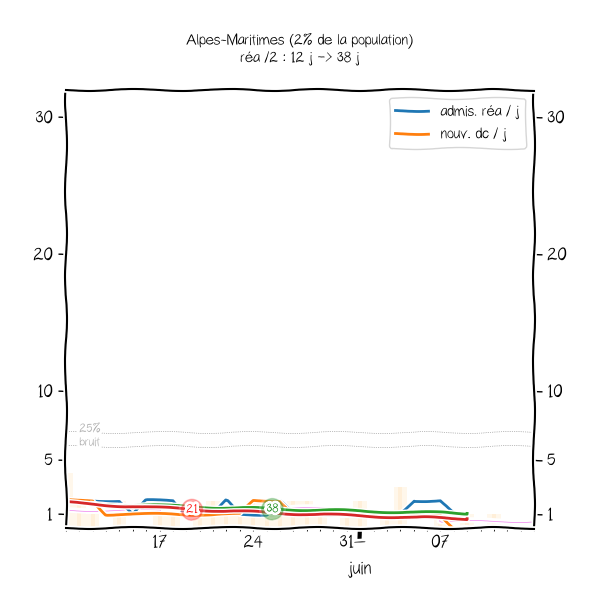 Alpes-Maritimes (2% de la population)
réa /2 : 12 j -> 38 j
admis. réa / j
nouv. dc / j
30
30
20
20
10
10
25%
bruit
5
5
21
38
1
1
17
24
31
07
juin